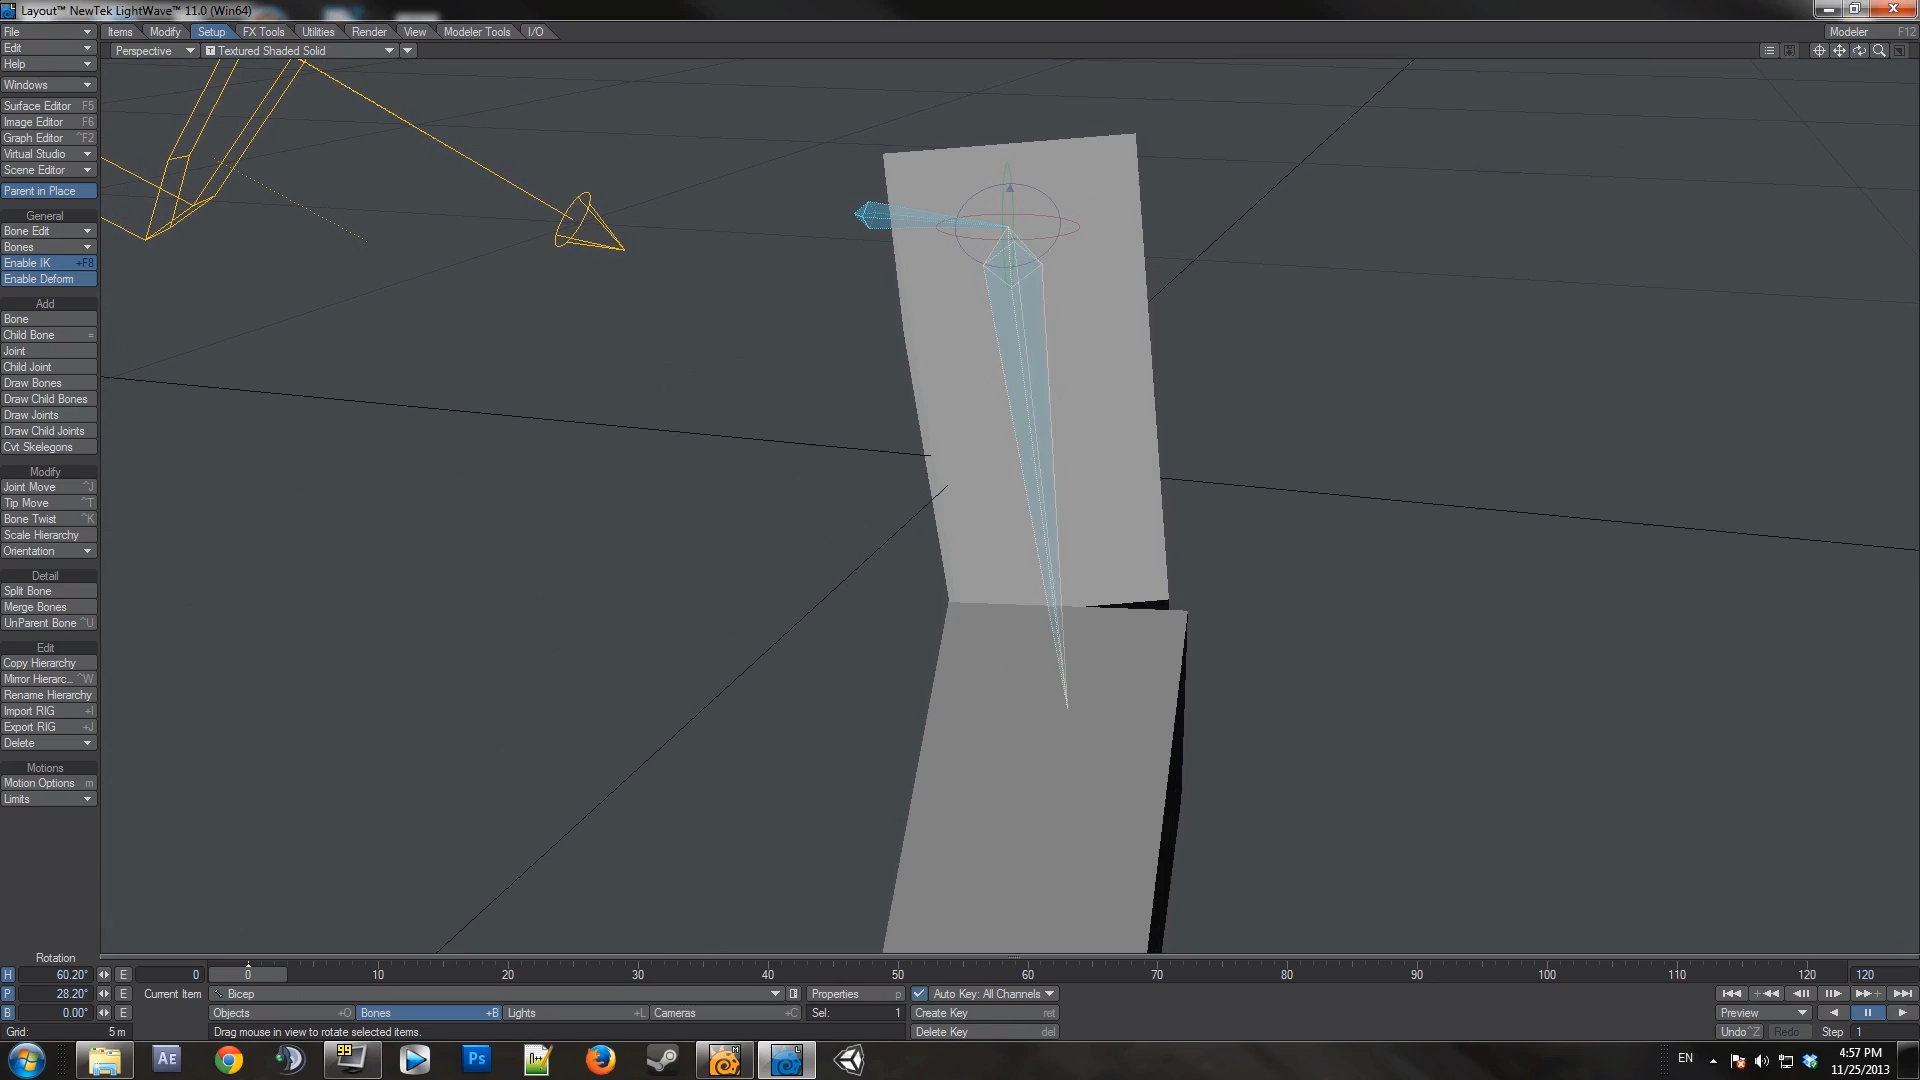 Layout™ NewTek LightWave™ 11.0 (Win64)
File Items Modify Setup FX Tools Utilities Render View Modeler Tools I/O Modeler F12
Edit Perspective T Textured Shaded Solid
Help
Windows
Surface Editor F5
Image Editor F6
Graph Editor ^F2
Virtual Studio
Scene Editor
Parent in Place
General
Bone Edit
Bones
Enable IK +F8
Enable Deform
Add
Bone
Child Bone =
Joint
Child Joint
Draw Bones
Draw Child Bones
Draw Joints
Draw Child Joints
Cvt Skelegons
Modify
Joint Move ^J
Tip Move ^T
Bone Twist ^K
Scale Hierarchy
Orientation
Detail
Split Bone
Merge Bones
UnParent Bone ^U
Edit
Copy Hierarchy
Mirror Hierarc... ^W
Rename Hierarchy
Import RIG +I
Export RIG +J
Delete
Motions
Motion Options m
Limits
Rotation
H 60.20° E 0 0 10 20 30 40 50 60 70 80 90 100 110 120 120
P 28.20° E Current Item Bicep Properties p Auto Key: All Channels
B 0.00° E Objects +O Bones +B Lights +L Cameras +C Sel: 1 Create Key ret Preview
Grid: 5 m Drag mouse in view to rotate selected items. Delete Key del Undo ^Z Redo Step 1
AE 99 Ps n++ M L EN 4:57 PM
11/25/2013